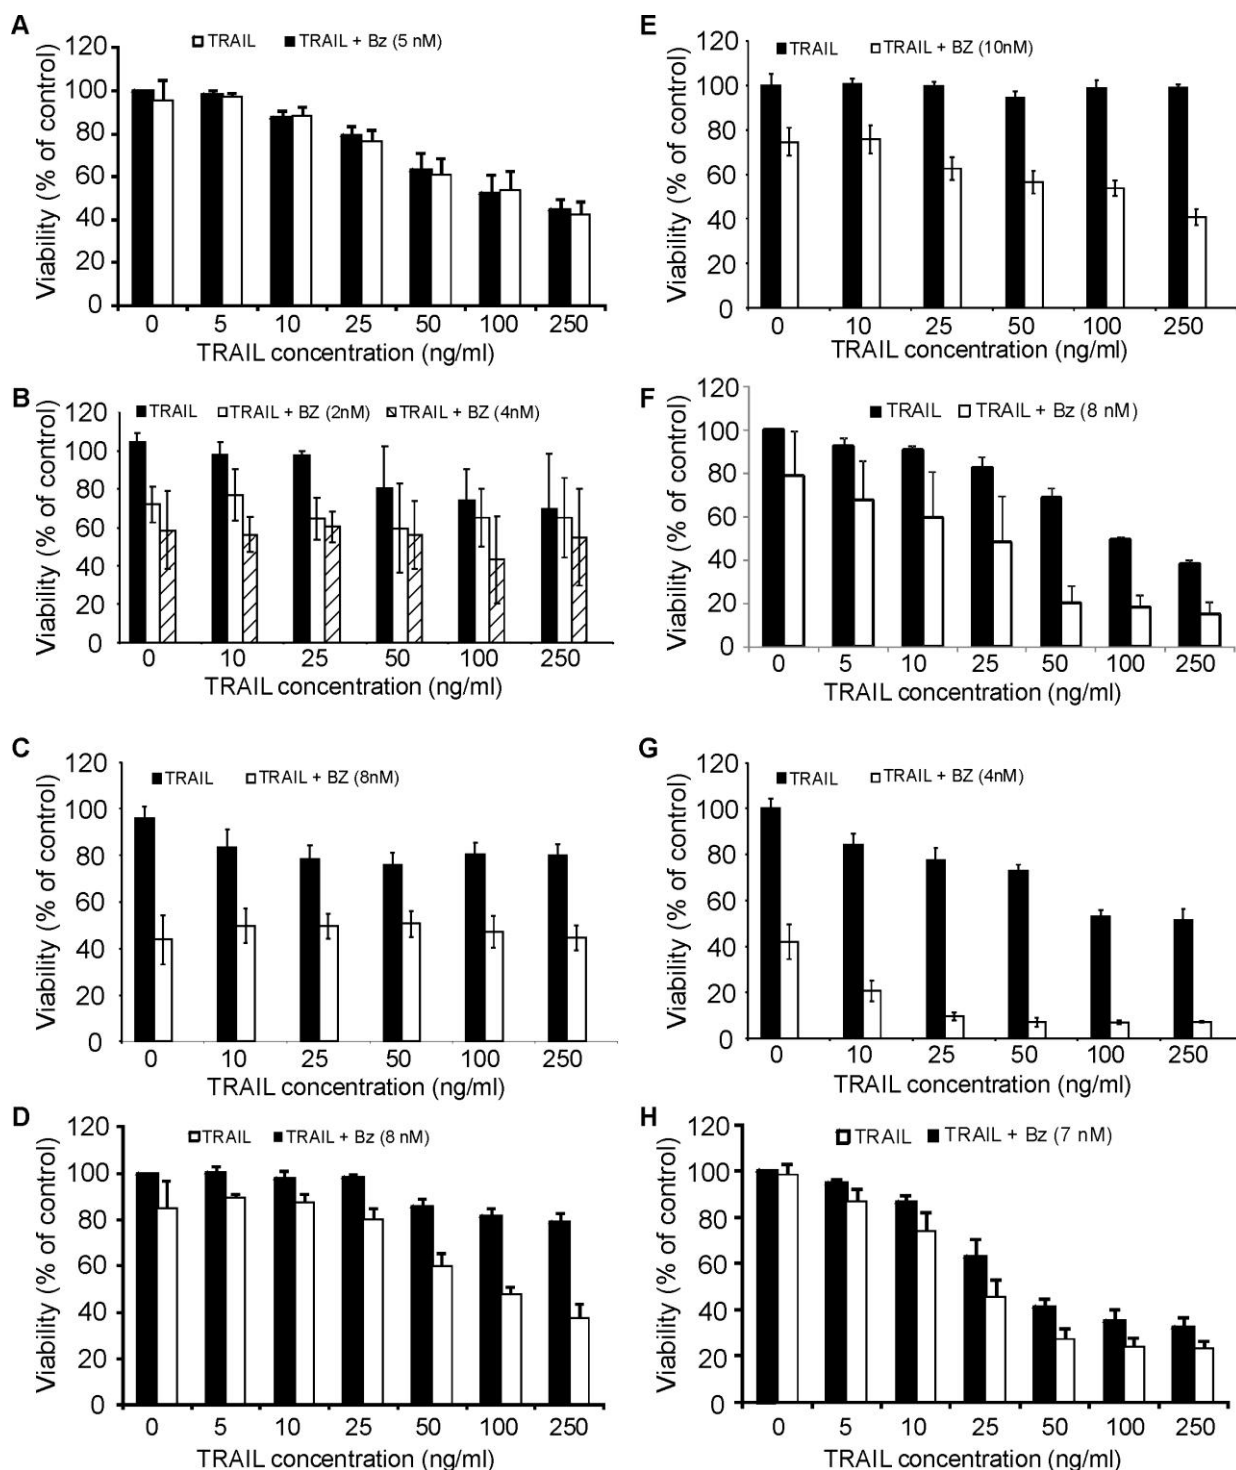 A
TRAIL TRAIL + Bz (5 nM)
Viability (% of control)
120
100
80
60
40
20
0
0 5 10 25 50 100 250
TRAIL concentration (ng/ml)
B
TRAIL TRAIL + BZ (2nM) TRAIL + BZ (4nM)
Viability (% of control)
120
100
80
60
40
20
0
0 10 25 50 100 250
TRAIL concentration (ng/ml)
C
TRAIL TRAIL + BZ (8nM)
Viability (% of control)
120
100
80
60
40
20
0
0 10 25 50 100 250
TRAIL concentration (ng/ml)
D
TRAIL TRAIL + Bz (8 nM)
Viability (% of control)
120
100
80
60
40
20
0
0 5 10 25 50 100 250
TRAIL concentration (ng/ml)
E
TRAIL TRAIL + BZ (10nM)
Viability (% of control)
120
100
80
60
40
20
0
0 10 25 50 100 250
TRAIL concentration (ng/ml)
F
TRAIL TRAIL + Bz (8 nM)
Viability (% of control)
120
100
80
60
40
20
0
0 5 10 25 50 100 250
TRAIL concentration (ng/ml)
G
TRAIL TRAIL + BZ (4nM)
Viability (% of control)
120
100
80
60
40
20
0
0 10 25 50 100 250
TRAIL concentration (ng/ml)
H
TRAIL TRAIL + Bz (7 nM)
Viability (% of control)
120
100
80
60
40
20
0
0 5 10 25 50 100 250
TRAIL concentration (ng/ml)